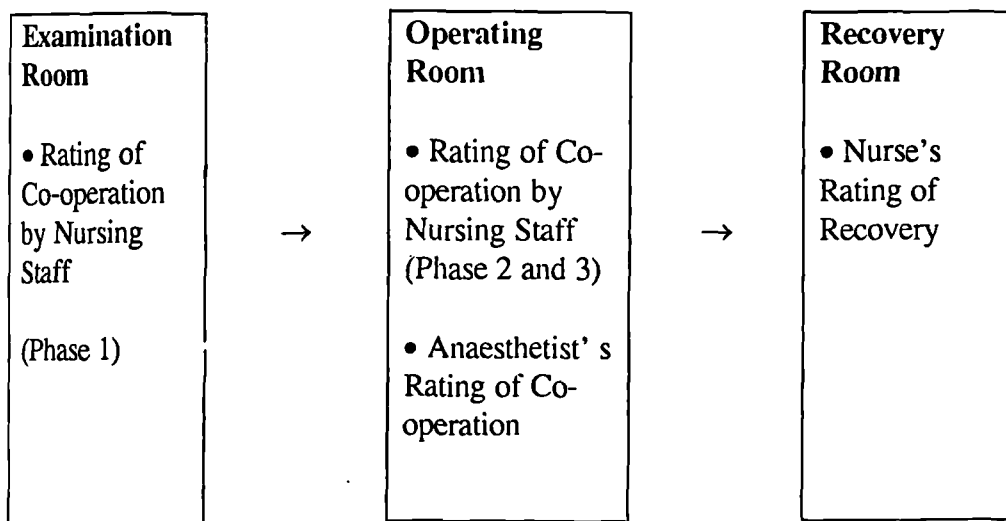 Examination
Room
• Rating of
Co-operation
by Nursing
Staff
(Phase 1)
→
Operating
Room
• Rating of Co-
operation by
Nursing Staff
(Phase 2 and 3)
• Anaesthetist' s
Rating of Co-
operation
→
Recovery
Room
• Nurse's
Rating of
Recovery